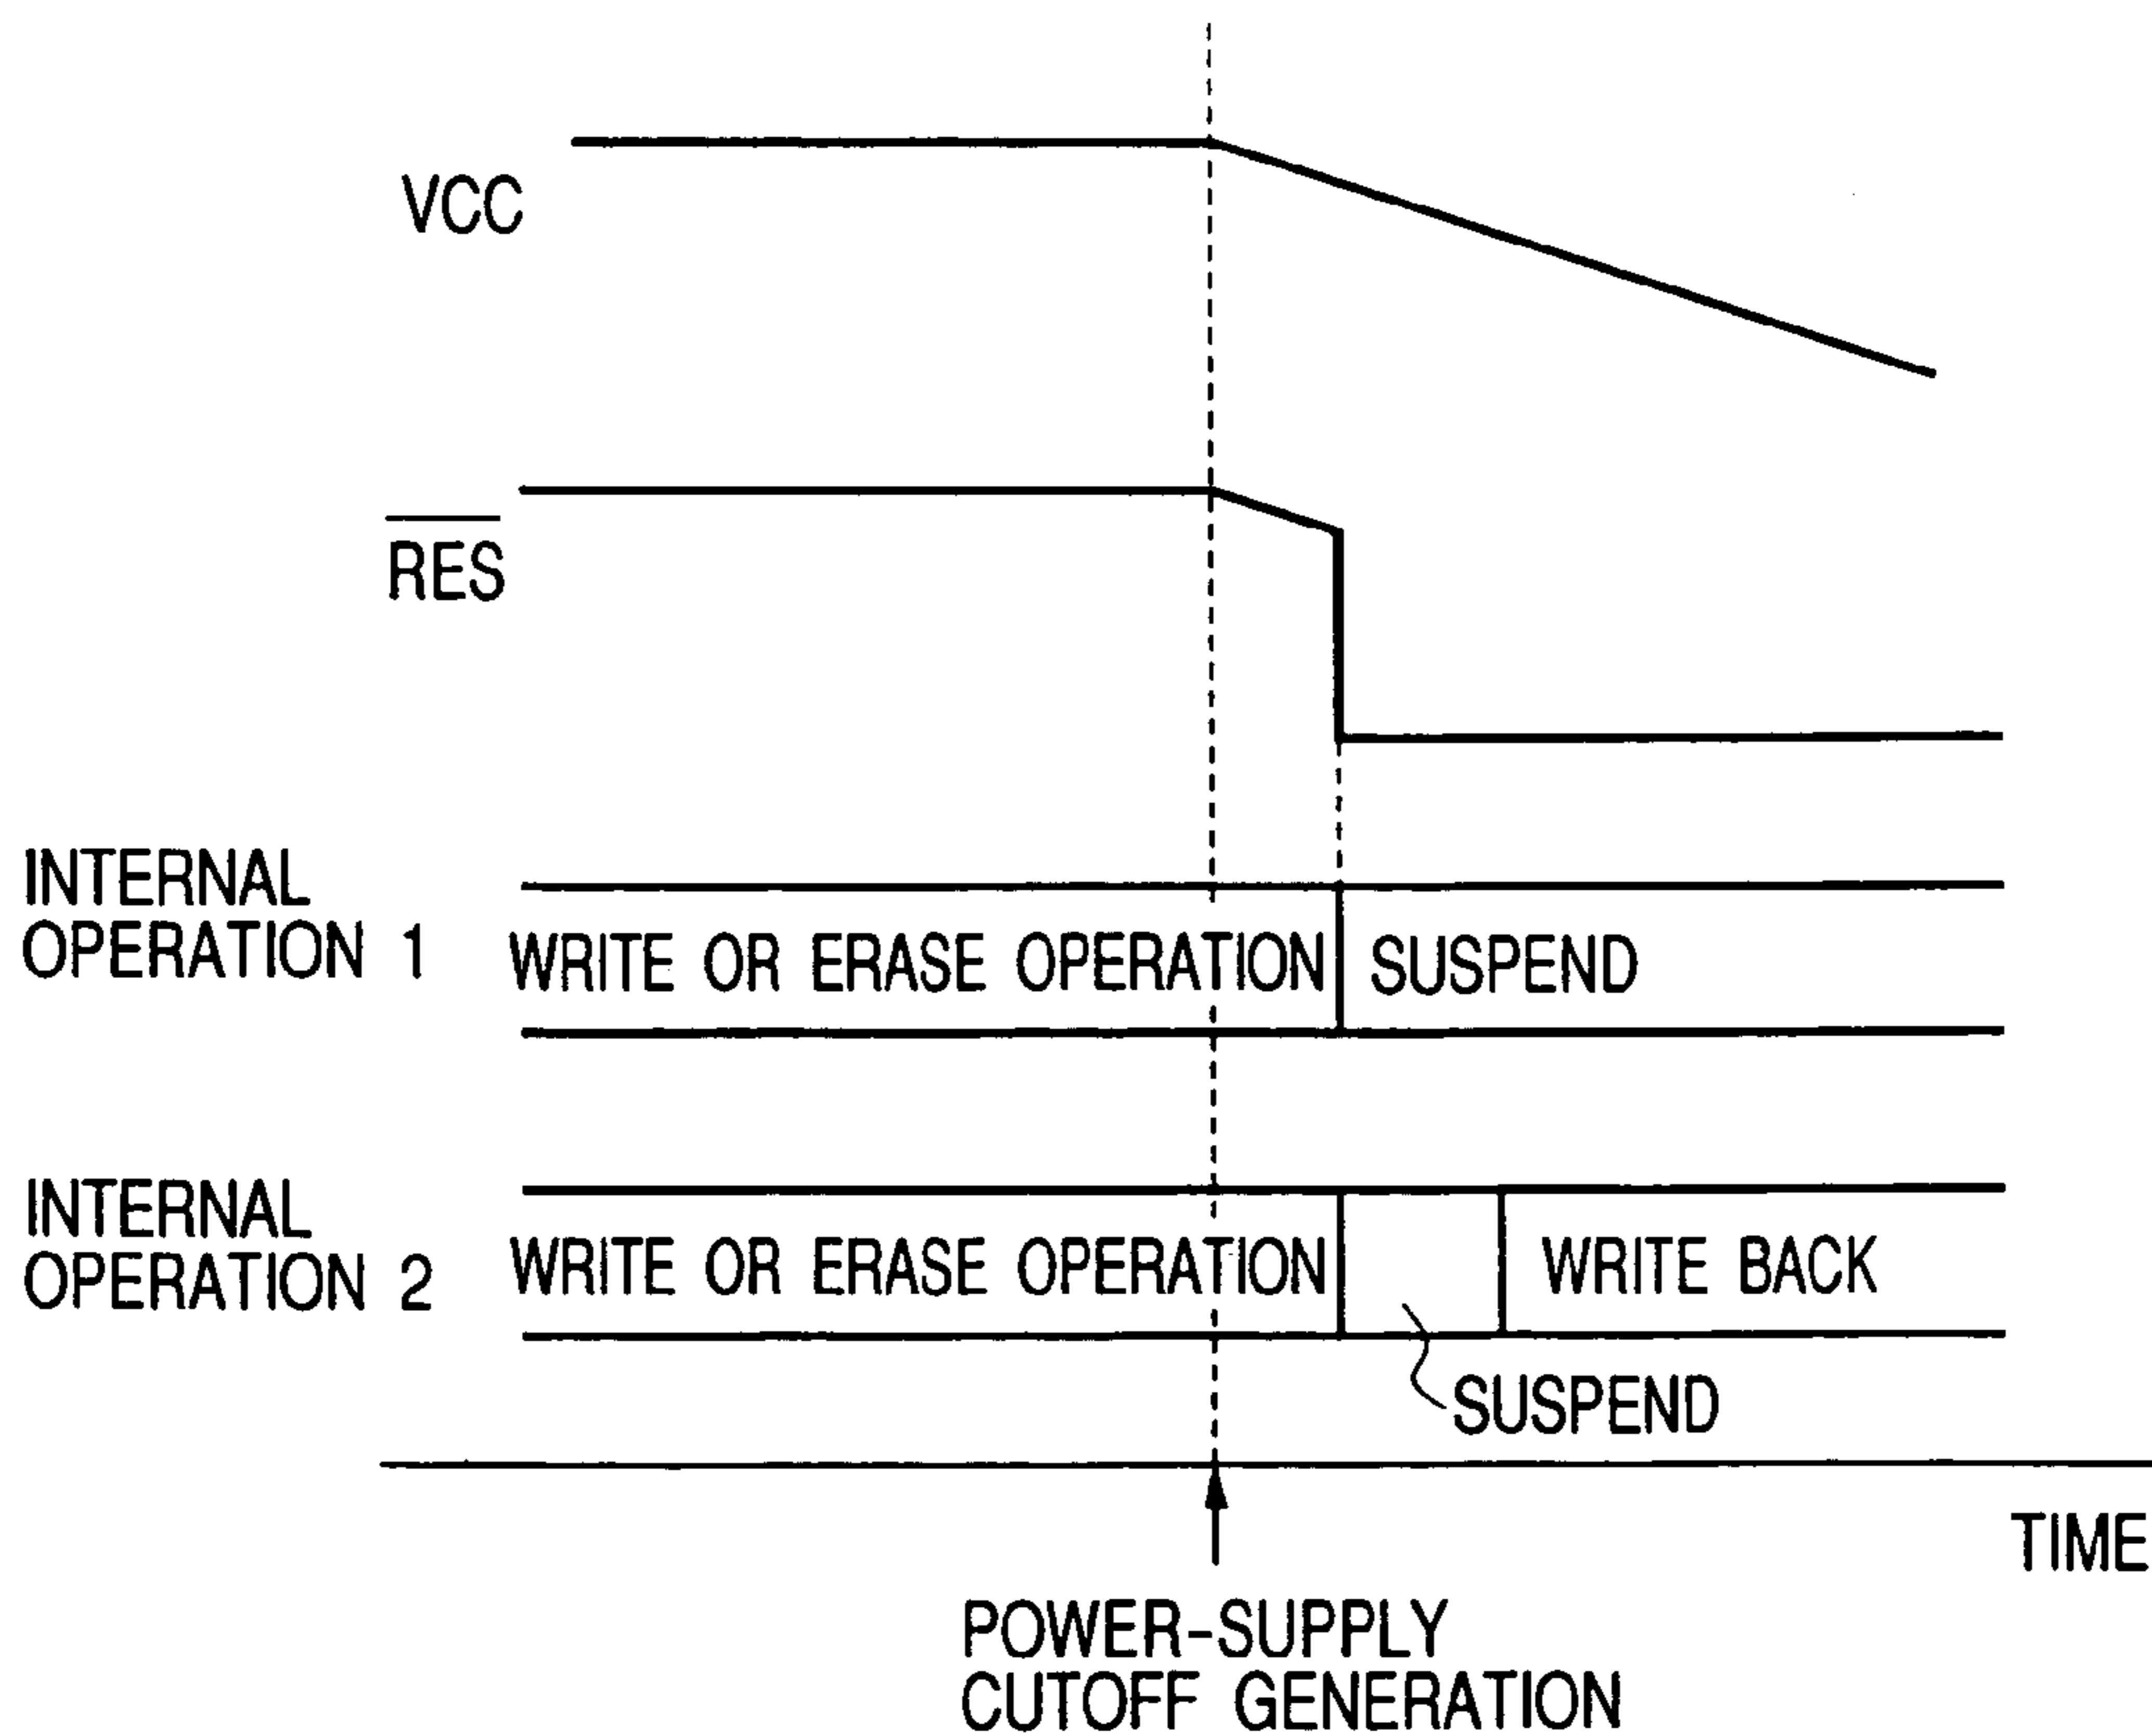 VCC
RES
INTERNAL
OPERATION 1
WRITE OR ERASE OPERATION
SUSPEND
INTERNAL
OPERATION 2
WRITE OR ERASE OPERATION
WRITE BACK
SUSPEND
TIME
POWER-SUPPLY
CUTOFF GENERATION